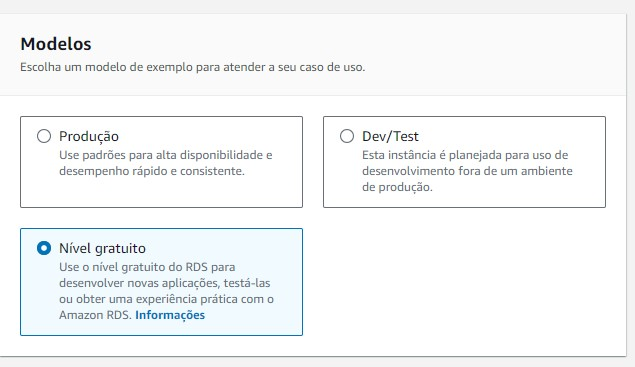 Modelos
Escolha um modelo de exemplo para atender a seu caso de uso.
Produção
Use padrões para alta disponibilidade e
desempenho rápido e consistente.
Dev/Test
Esta instância é planejada para uso de
desenvolvimento fora de um ambiente
de produção.
Nível gratuito
Use o nível gratuito do RDS para
desenvolver novas aplicações, testá-las
ou obter uma experiência prática com o
Amazon RDS. Informações